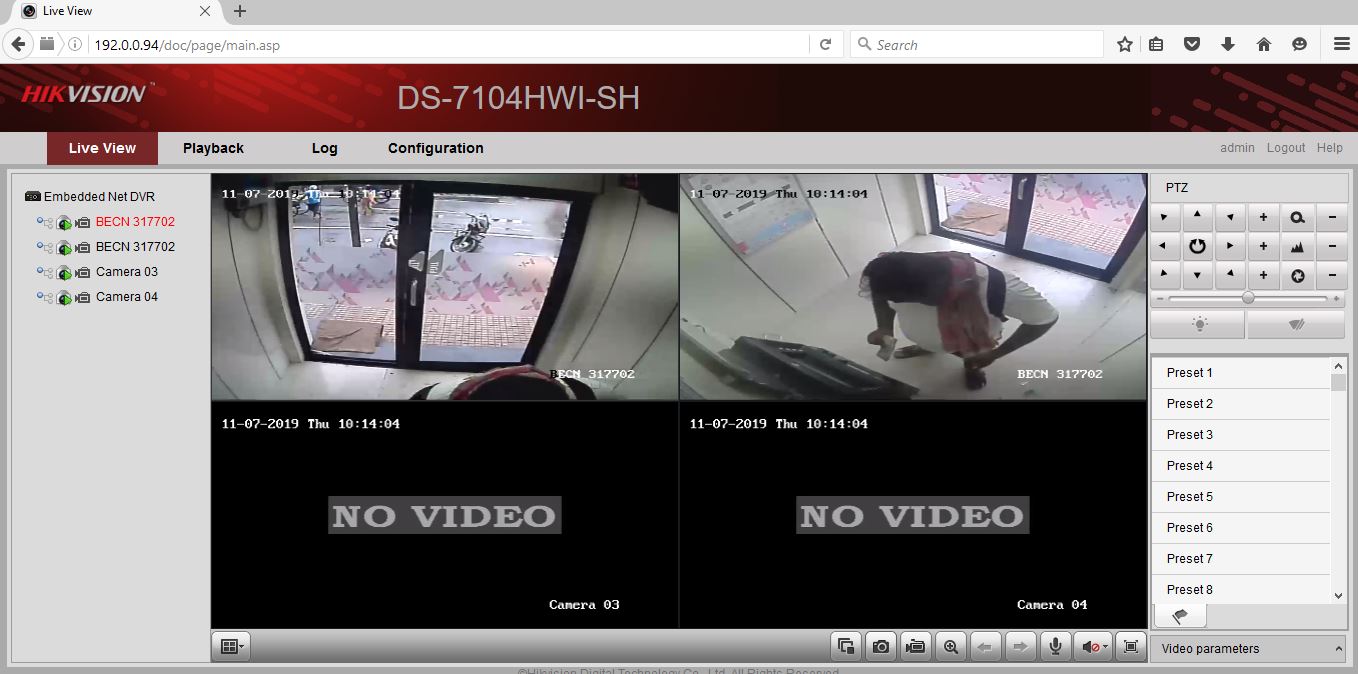 Live View
192.0.0.94/doc/page/main.asp
Search
HIKVISION™
DS-7104HWI-SH
Live View Playback Log Configuration
admin Logout Help
Embedded Net DVR
BECN 317702
BECN 317702
Camera 03
Camera 04
11-07-2019 Thu 10:14:04
BECN 317702
11-07-2019 Thu 10:14:04
BECN 317702
11-07-2019 Thu 10:14:04
NO VIDEO
Camera 03
11-07-2019 Thu 10:14:04
NO VIDEO
Camera 04
PTZ
Preset 1
Preset 2
Preset 3
Preset 4
Preset 5
Preset 6
Preset 7
Preset 8
Video parameters
©Hikvision Digital Technology Co., Ltd. All Rights Reserved.